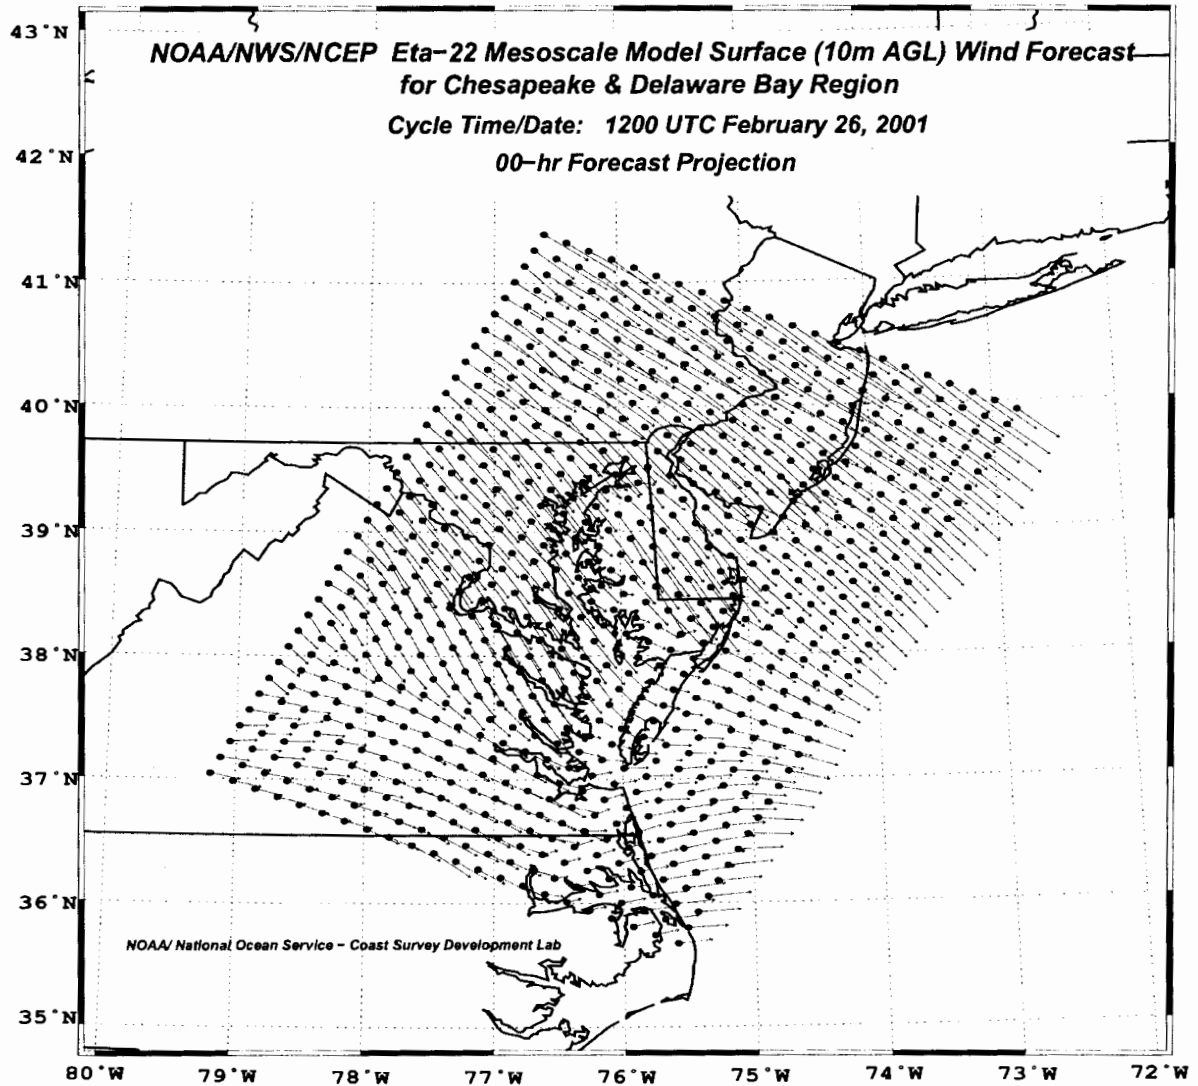 NOAA/NWS/NCEP Eta-22 Mesoscale Model Surface (10m AGL) Wind Forecast
for Chesapeake & Delaware Bay Region
Cycle Time/Date: 1200 UTC February 26, 2001
00-hr Forecast Projection
43°N
42°N
41°N
40°N
39°N
38°N
37°N
36°N
35°N
NOAA/ National Ocean Service - Coast Survey Development Lab
80°W 79°W 78°W 77°W 76°W 75°W 74°W 73°W 72°W